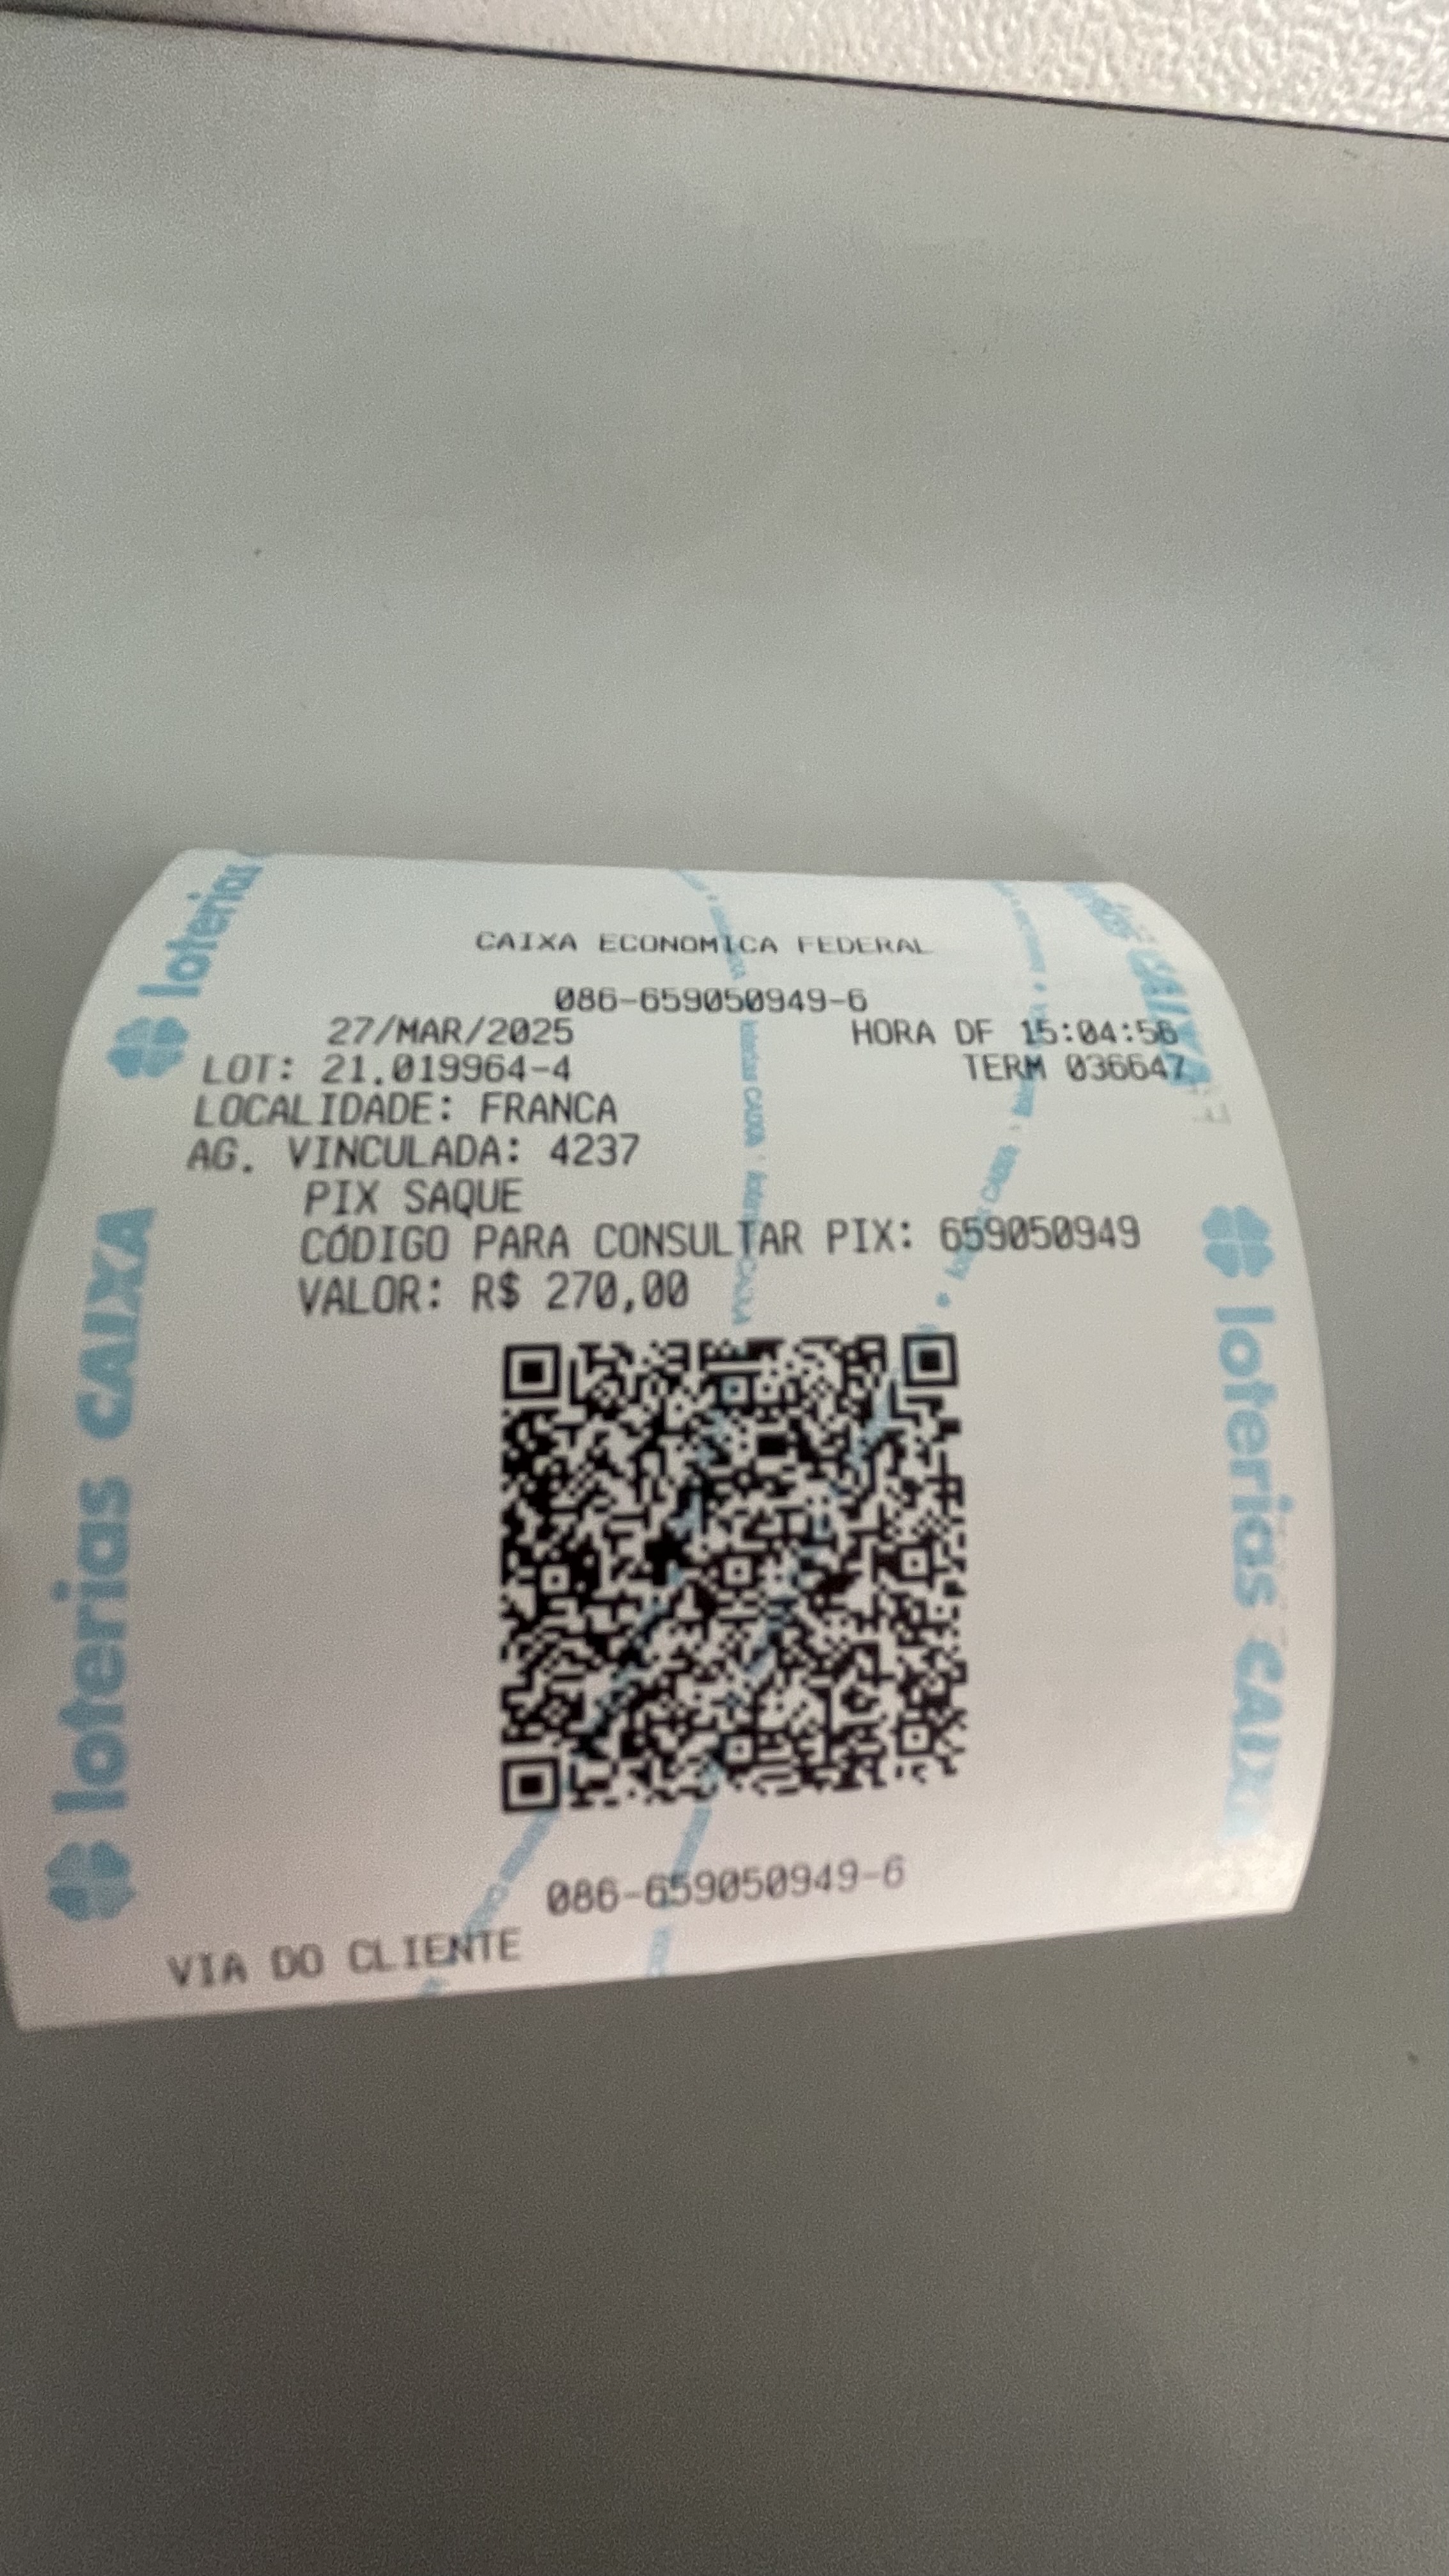 CAIXA ECONOMICA FEDERAL
086-659050949-6
27/MAR/2025 HORA DF 15:04:56
LOT: 21.019964-4 TERM 036647
LOCALIDADE: FRANCA
AG. VINCULADA: 4237
PIX SAQUE
CÓDIGO PARA CONSULTAR PIX: 659050949
VALOR: R$ 270,00
086-659050949-6
VIA DO CLIENTE
loterias
loterias CAIXA
CAIXA
loterias CAIXA
loterias CAIXA